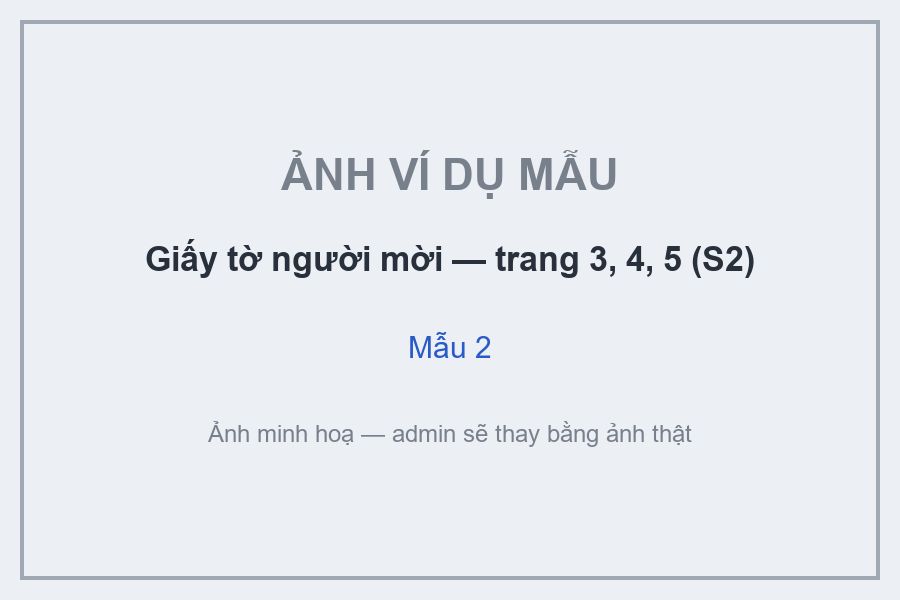 ẢNH VÍ DỤ MẪU
Giấy tờ người mời — trang 3, 4, 5 (S2)
Mẫu 2
Ảnh minh hoạ — admin sẽ thay bằng ảnh thật